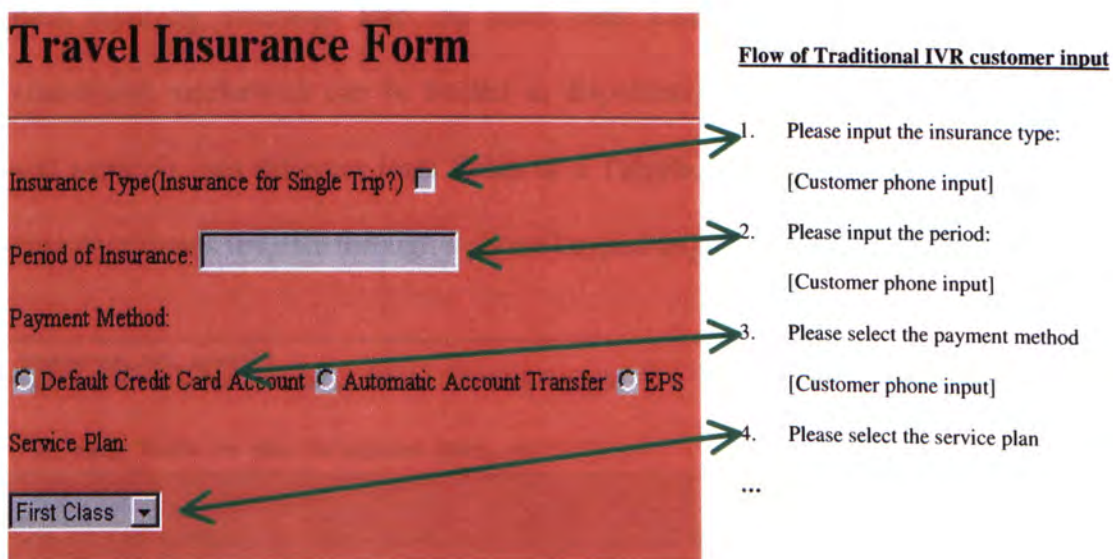 Travel Insurance Form
Insurance Type(Insurance for Single Trip?)
Period of Insurance:
Payment Method:
Default Credit Card Account Automatic Account Transfer EPS
Service Plan:
First Class
Flow of Traditional IVR customer input
1. Please input the insurance type:
[Customer phone input]
2. Please input the period:
[Customer phone input]
3. Please select the payment method
[Customer phone input]
4. Please select the service plan
...